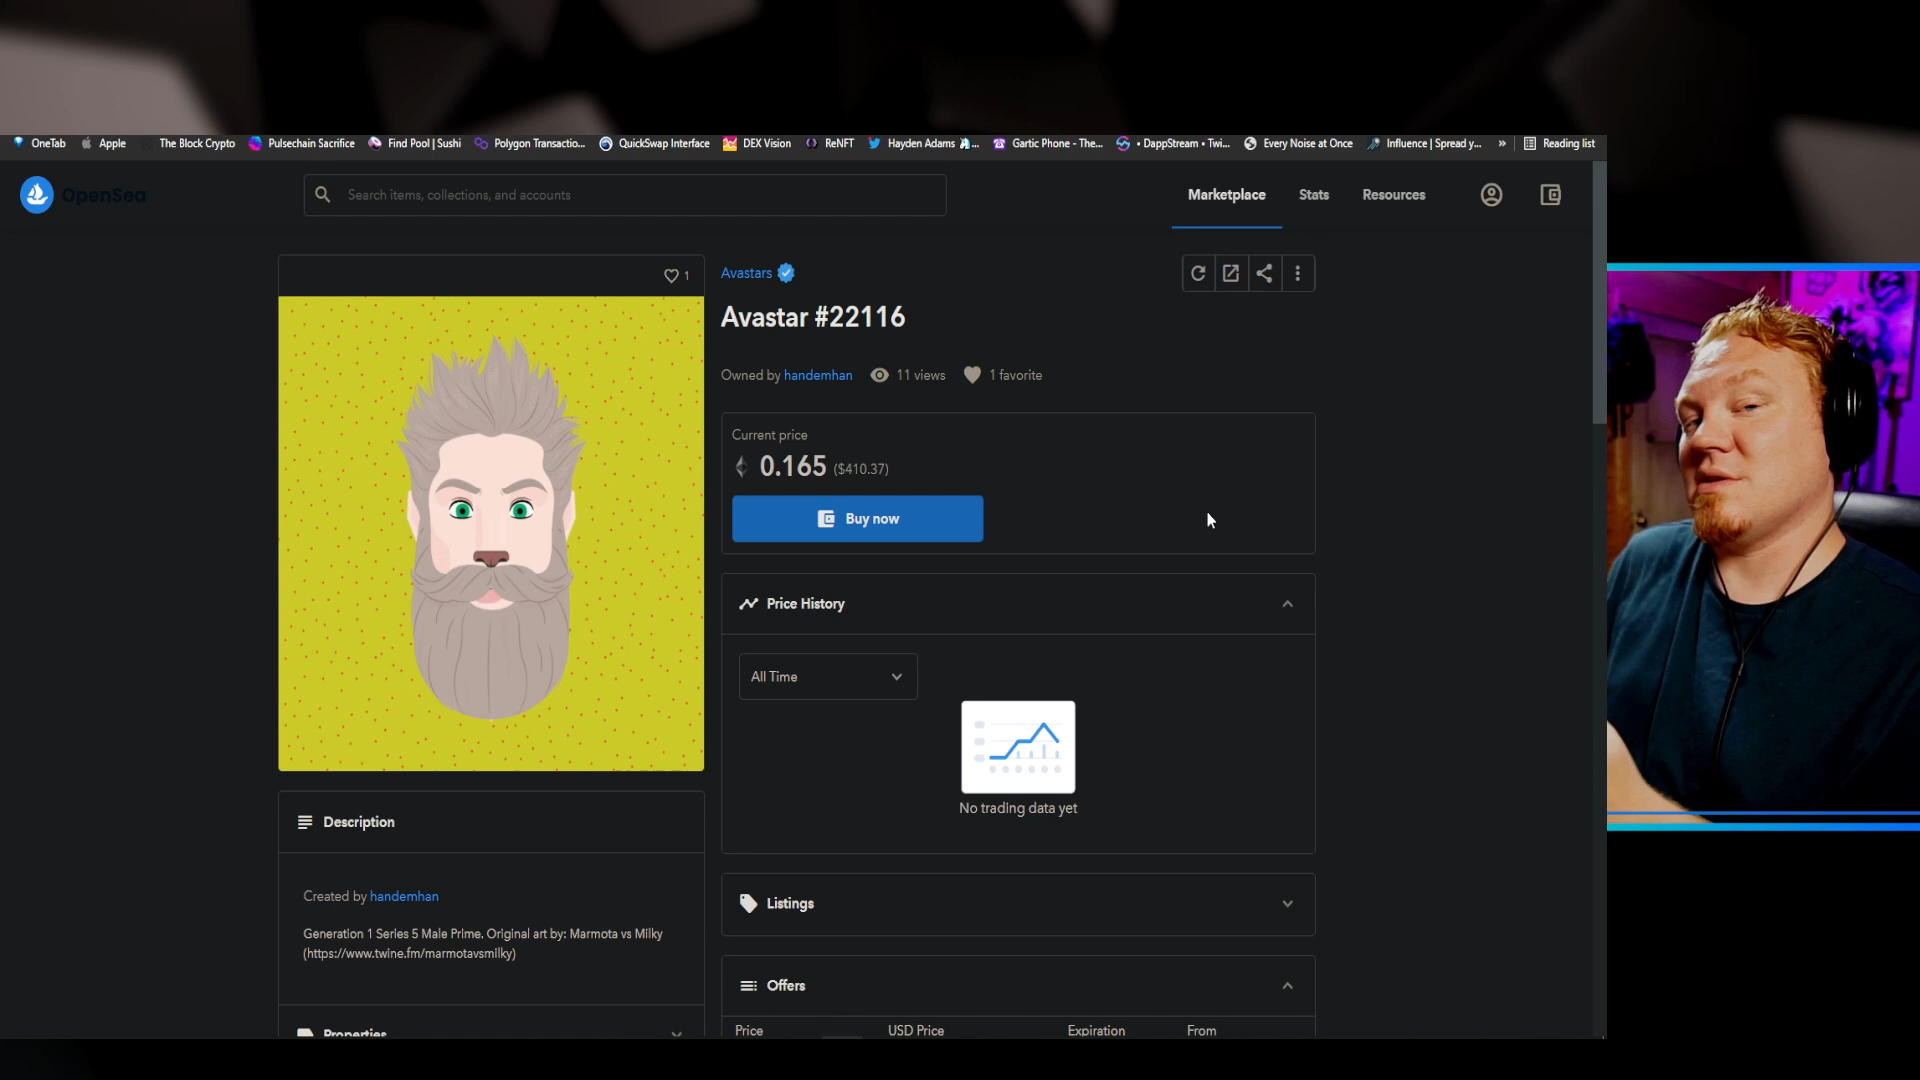 OneTab Apple The Block Crypto Pulsechain Sacrifice Find Pool | Sushi Polygon Transactio... QuickSwap Interface DEX Vision ReNFT Hayden Adams ... Gartic Phone - The... • DappStream • Twi... Every Noise at Once Influence | Spread y... » Reading list
OpenSea Search items, collections, and accounts Marketplace Stats Resources
1
Avastars
Avastar #22116
Owned by handemhan 11 views 1 favorite
Current price
0.165 ($410.37)
Buy now
Price History
All Time
No trading data yet
Description
Created by handemhan
Generation 1 Series 5 Male Prime. Original art by: Marmota vs Milky
(https://www.twine.fm/marmotavsmilky)
Properties
Listings
Offers
Price USD Price Expiration From